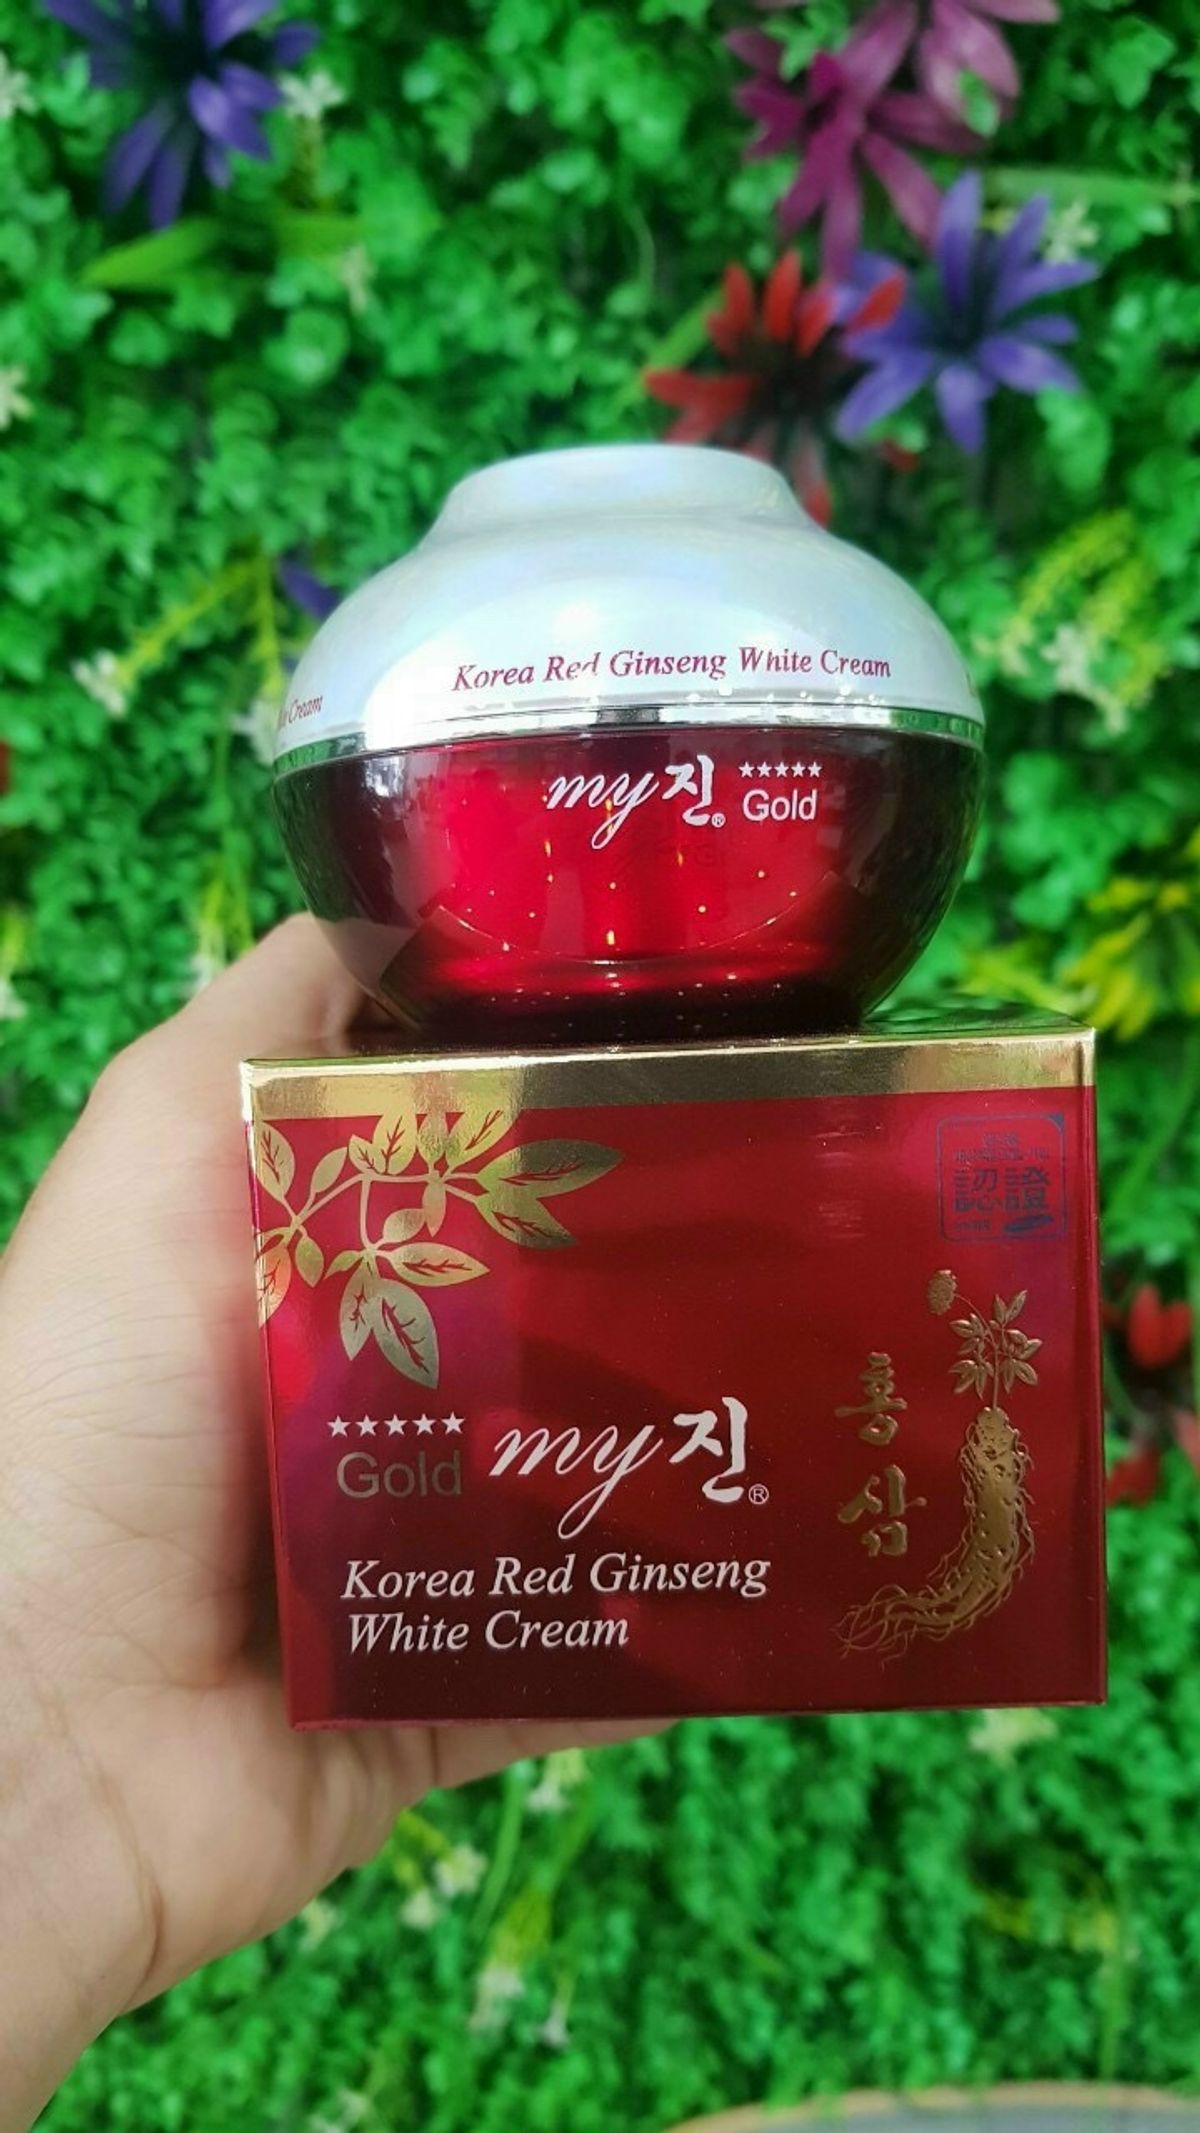 Korea Red Ginseng White Cream
Cream
my진® ★★★★★
Gold
認證
★★★★★
Gold my진®
홍삼
Korea Red Ginseng
White Cream